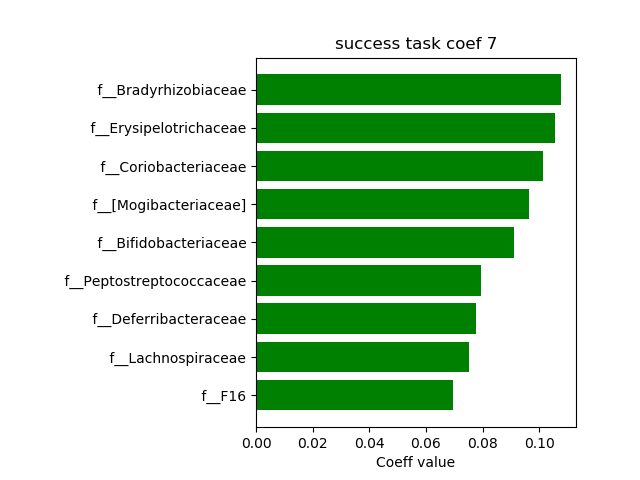 success task coef 7
f__Bradyrhizobiaceae
f__Erysipelotrichaceae
f__Coriobacteriaceae
f__[Mogibacteriaceae]
f__Bifidobacteriaceae
f__Peptostreptococcaceae
f__Deferribacteraceae
f__Lachnospiraceae
f__F16
0.00 0.02 0.04 0.06 0.08 0.10
Coeff value